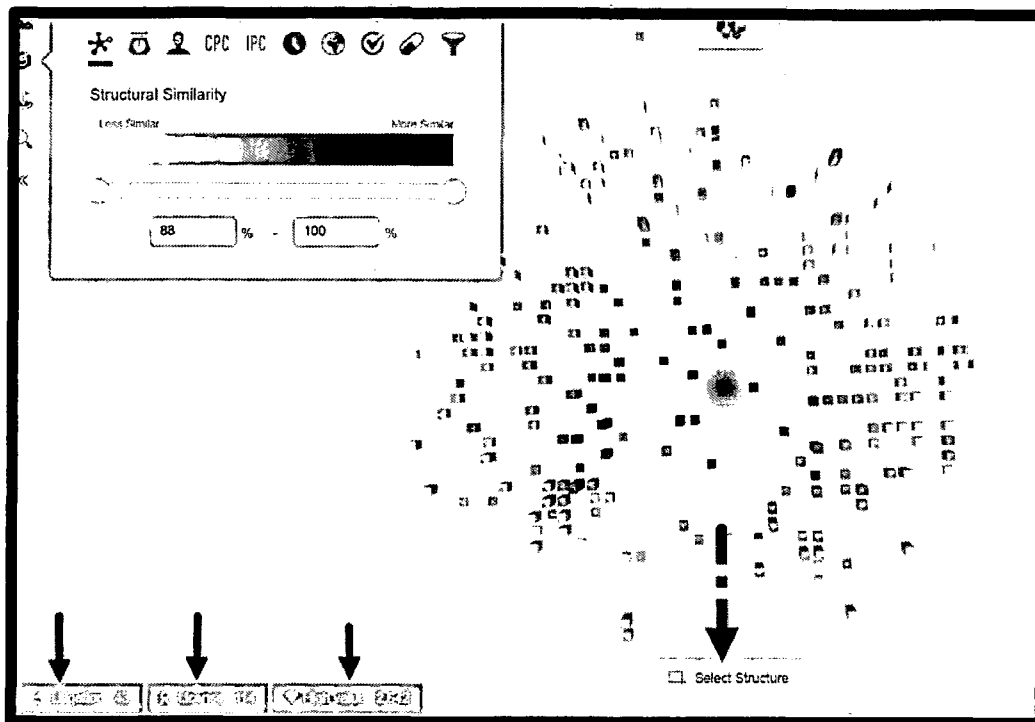 CPC IPC
Structural Similarity
Less Similar More Similar
88 % - 100 %
Select Structure